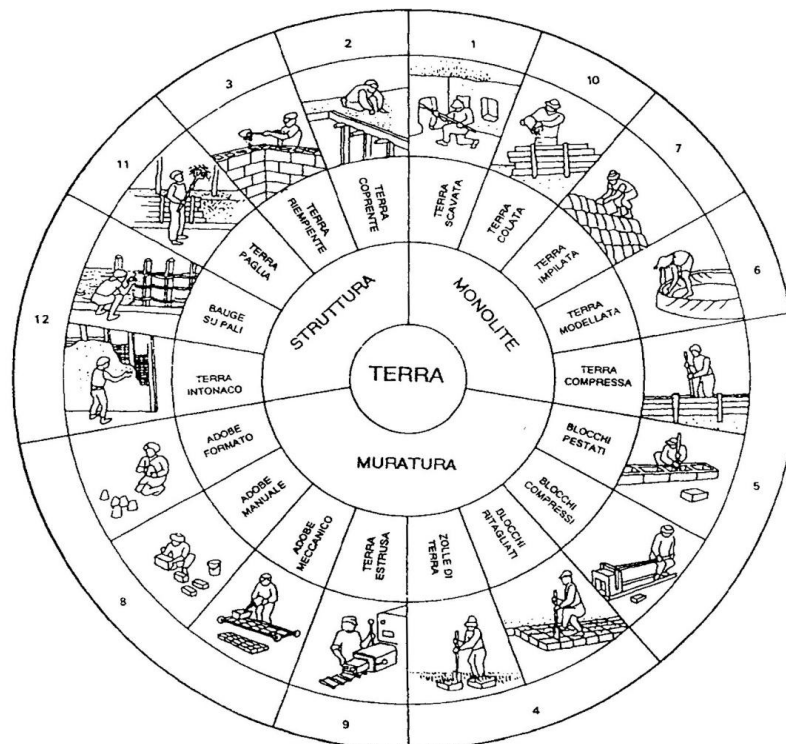 2
1
3
10
11
7
12
6
8
5
9
4
TERRA
COPRENTE
TERRA
SCAVATA
TERRA
RIEMPIENTE
TERRA
COLATA
TERRA
PAGLIA
TERRA
IMPILATA
BAUGE
SU PALI
TERRA
MODELLATA
TERRA
INTONACO
TERRA
COMPRESSA
ADOBE
FORMATO
BLOCCHI
PESTATI
ADOBE
MANUALE
BLOCCHI
COMPRESSI
ADOBE
MECCANICO
BLOCCHI
RITAGLIATI
TERRA
ESTRUSA
ZOLLE DI
TERRA
STRUTTURA
MONOLITE
TERRA
MURATURA